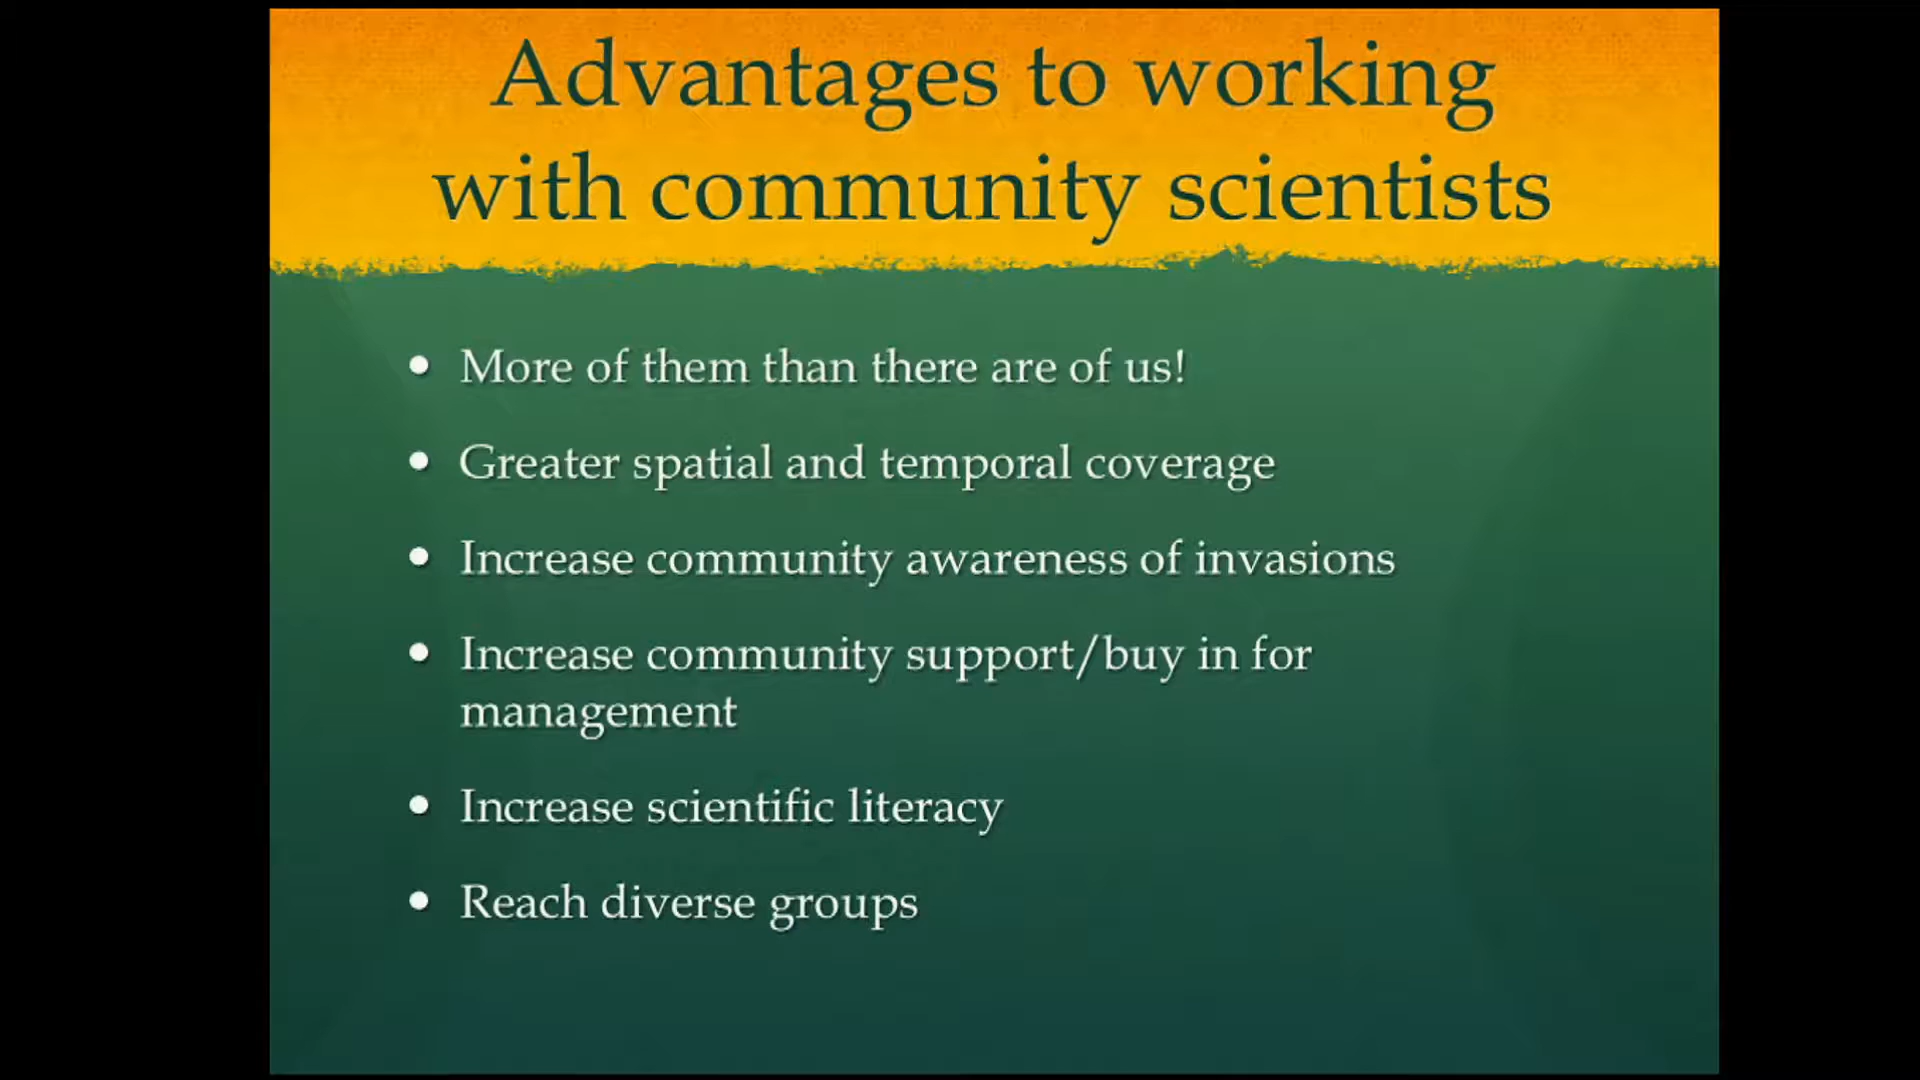 Advantages to working
with community scientists
• More of them than there are of us!
• Greater spatial and temporal coverage
• Increase community awareness of invasions
• Increase community support/buy in for
management
• Increase scientific literacy
• Reach diverse groups